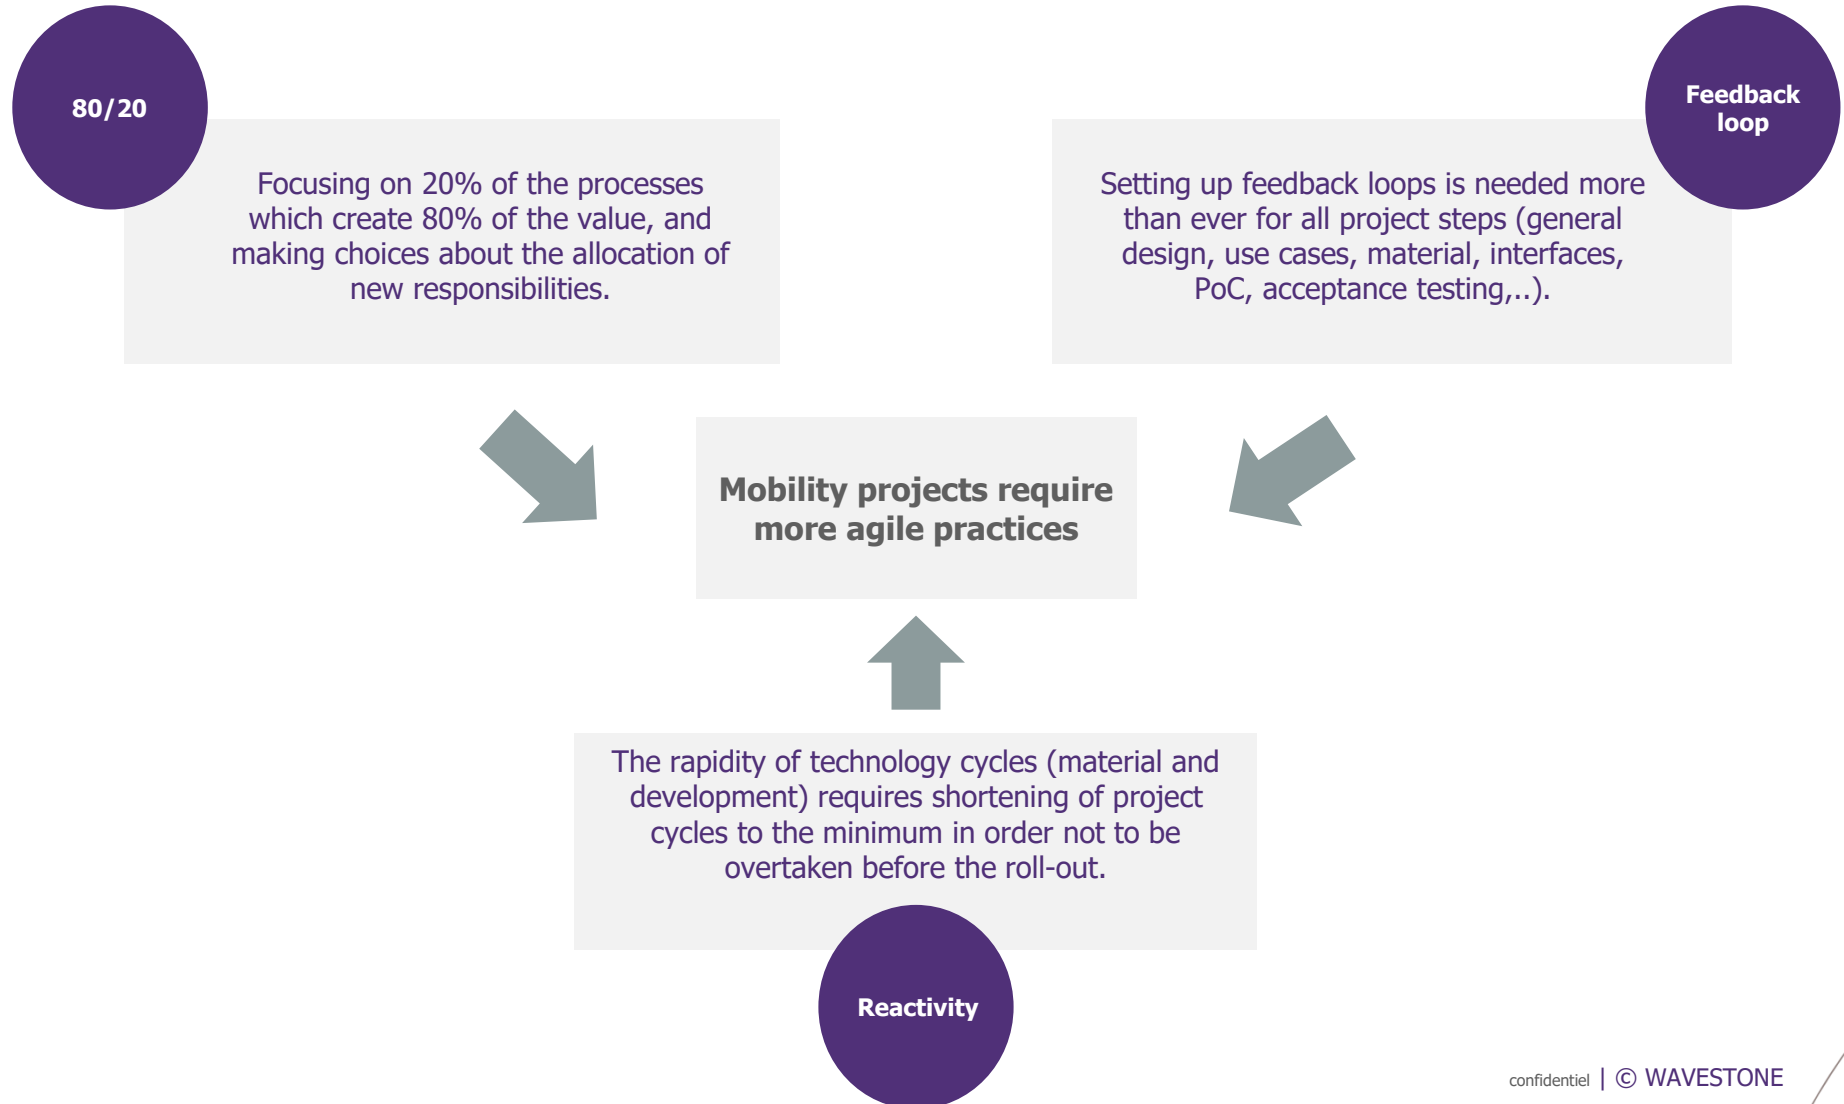 80/20
Focusing on 20% of the processes
which create 80% of the value, and
making choices about the allocation of
new responsibilities.
Feedback
loop
Setting up feedback loops is needed more
than ever for all project steps (general
design, use cases, material, interfaces,
PoC, acceptance testing,..).
Mobility projects require
more agile practices
The rapidity of technology cycles (material and
development) requires shortening of project
cycles to the minimum in order not to be
overtaken before the roll-out.
Reactivity
confidentiel | © WAVESTONE